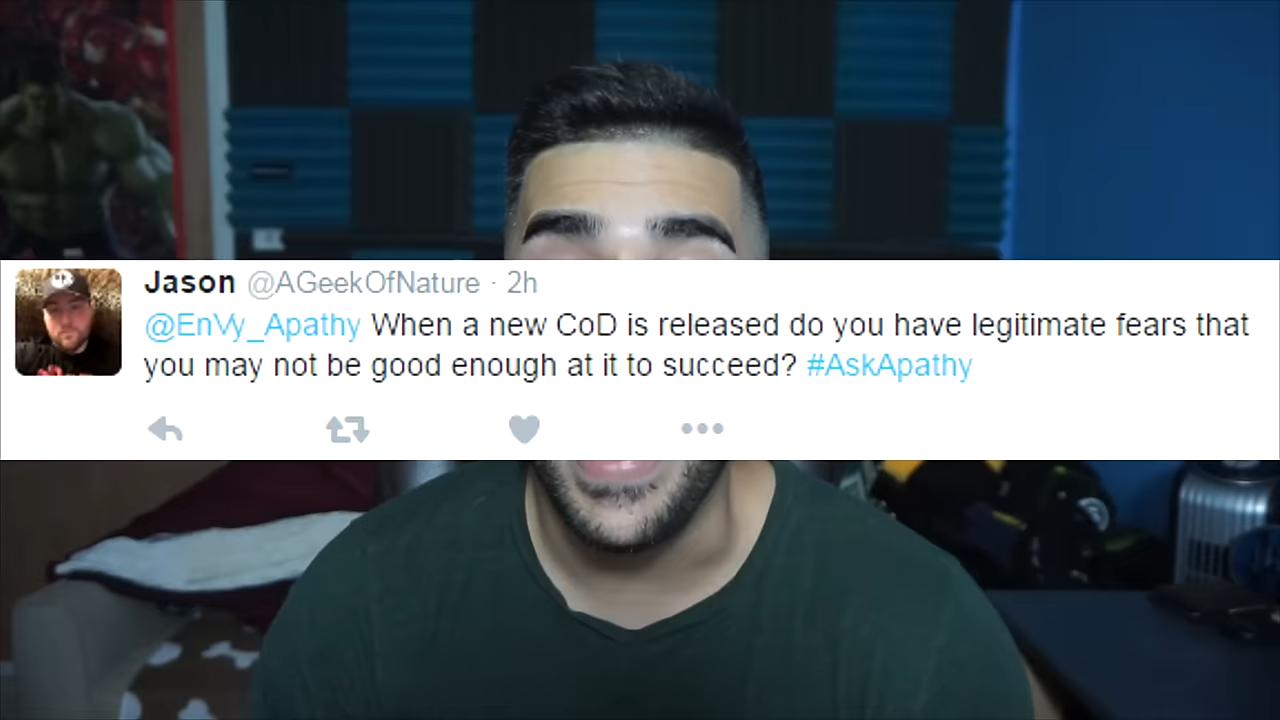 Jason @AGeekOfNature · 2h
@EnVy_Apathy When a new CoD is released do you have legitimate fears that
you may not be good enough at it to succeed? #AskApathy